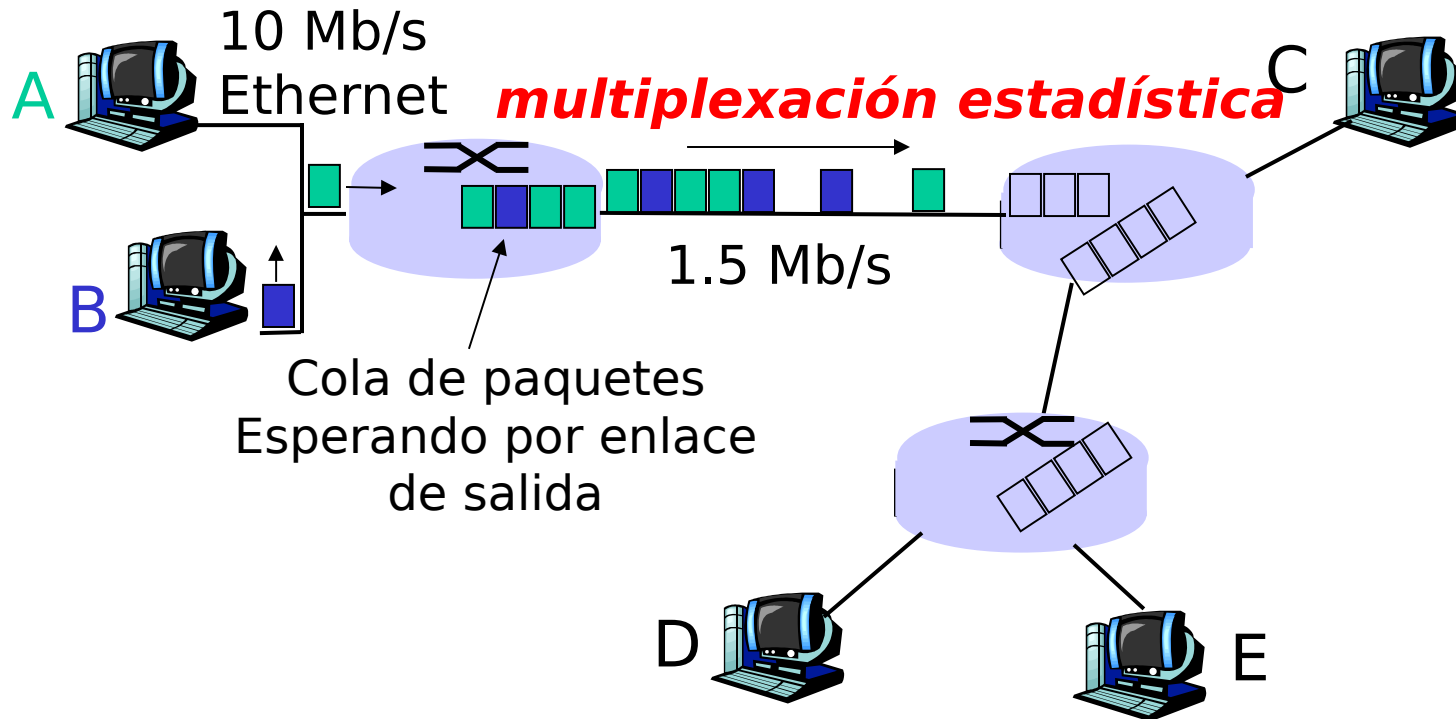 10 Mb/s
Ethernet
A
multiplexación estadística
C
B
1.5 Mb/s
Cola de paquetes
Esperando por enlace
de salida
D
E